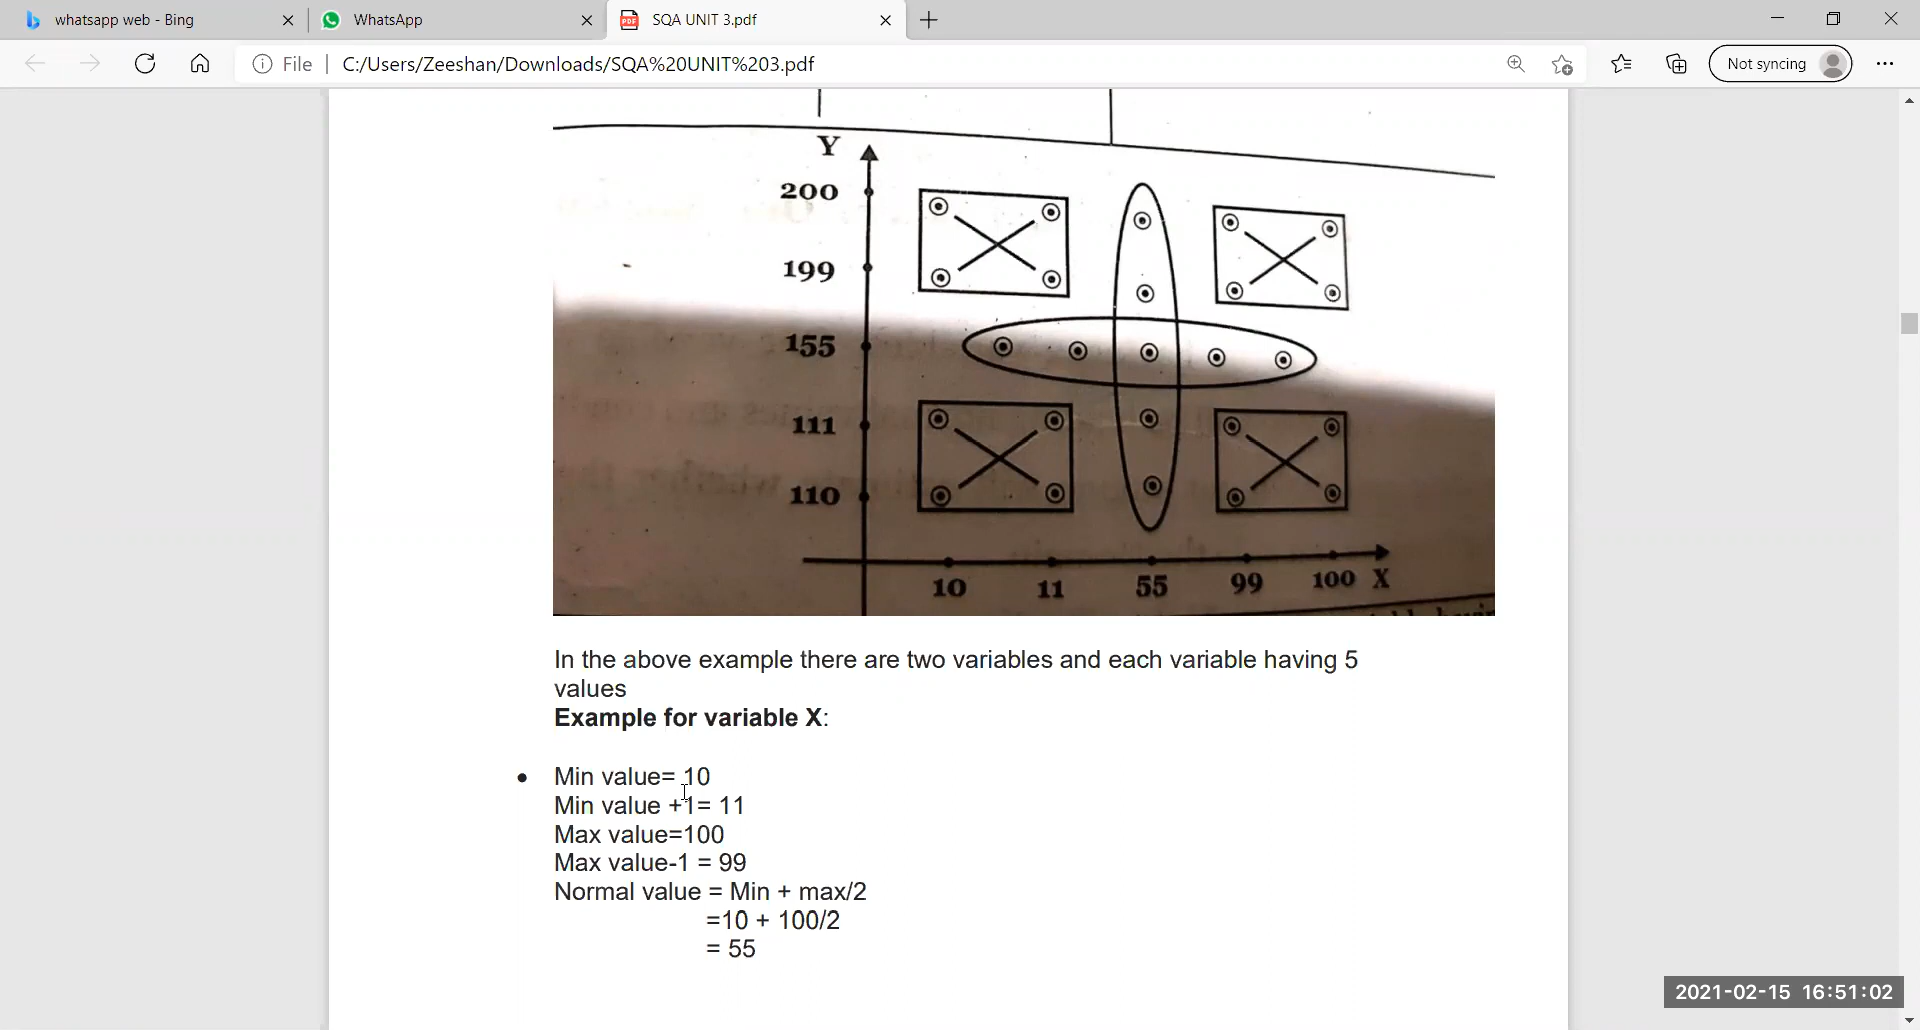 whatsapp web - Bing
WhatsApp
SQA UNIT 3.pdf
File
C:/Users/Zeeshan/Downloads/SQA%20UNIT%203.pdf
Not syncing
Y
200
199
155
111
110
10 11 55 99 100 X
In the above example there are two variables and each variable having 5
values
Example for variable X:
• Min value= 10
Min value +1= 11
Max value=100
Max value-1 = 99
Normal value = Min + max/2
=10 + 100/2
= 55
2021-02-15 16:51:02